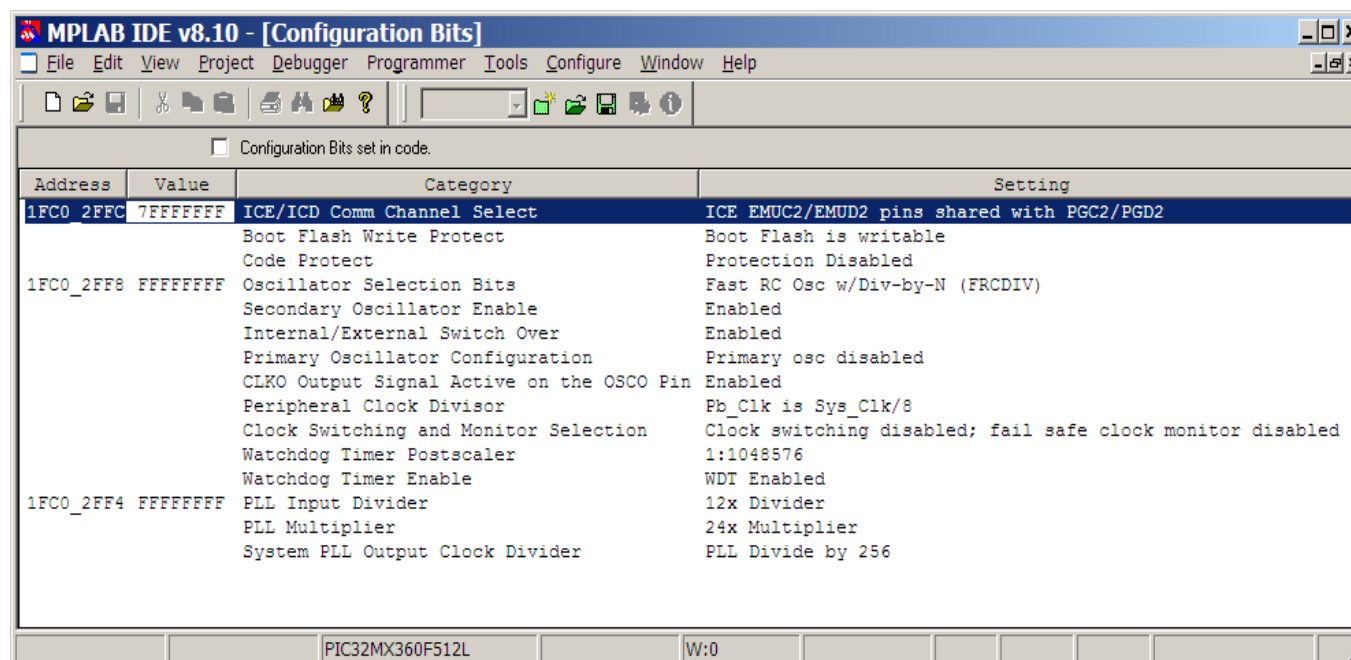 MPLAB IDE v8.10 - [Configuration Bits]
File Edit View Project Debugger Programmer Tools Configure Window Help
Configuration Bits set in code.
Address Value Category Setting
1FC0_2FFC 7FFFFFFF ICE/ICD Comm Channel Select ICE EMUC2/EMUD2 pins shared with PGC2/PGD2
Boot Flash Write Protect Boot Flash is writable
Code Protect Protection Disabled
1FC0_2FF8 FFFFFFFF Oscillator Selection Bits Fast RC Osc w/Div-by-N (FRCDIV)
Secondary Oscillator Enable Enabled
Internal/External Switch Over Enabled
Primary Oscillator Configuration Primary osc disabled
CLKO Output Signal Active on the OSCO Pin Enabled
Peripheral Clock Divisor Pb_Clk is Sys_Clk/8
Clock Switching and Monitor Selection Clock switching disabled; fail safe clock monitor disabled
Watchdog Timer Postscaler 1:1048576
Watchdog Timer Enable WDT Enabled
1FC0_2FF4 FFFFFFFF PLL Input Divider 12x Divider
PLL Multiplier 24x Multiplier
System PLL Output Clock Divider PLL Divide by 256
PIC32MX360F512L W:0